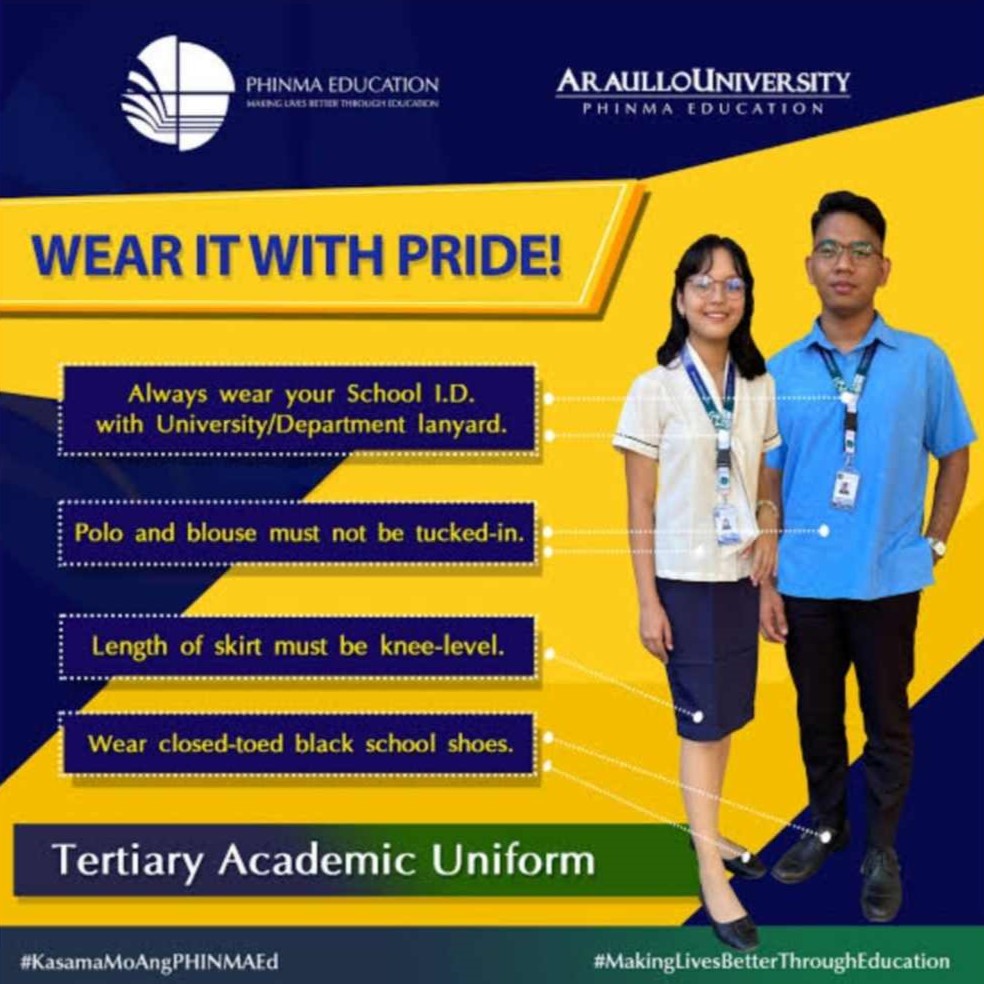 PHINMA EDUCATION
MAKING LIVES BETTER THROUGH EDUCATION
ARAULLO UNIVERSITY
PHINMA EDUCATION
WEAR IT WITH PRIDE!
Always wear your School I.D.
with University/Department lanyard.
Polo and blouse must not be tucked-in.
Length of skirt must be knee-level.
Wear closed-toed black school shoes.
Tertiary Academic Uniform
#KasamaMoAngPHINMAEd
#MakingLivesBetterThroughEducation